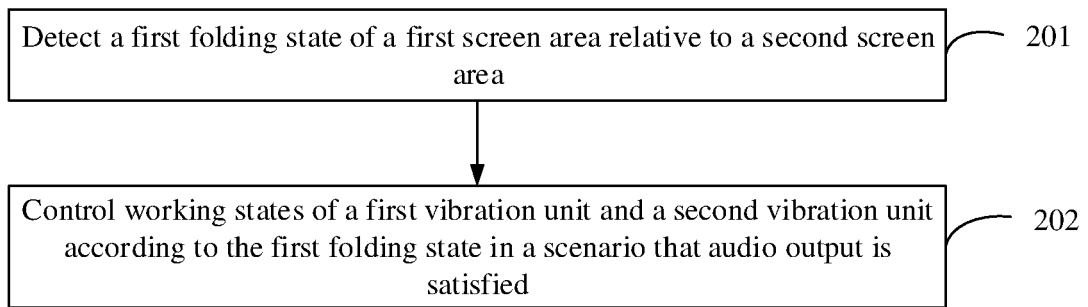 Detect a first folding state of a first screen area relative to a second screen
area
201
Control working states of a first vibration unit and a second vibration unit
according to the first folding state in a scenario that audio output is
satisfied
202